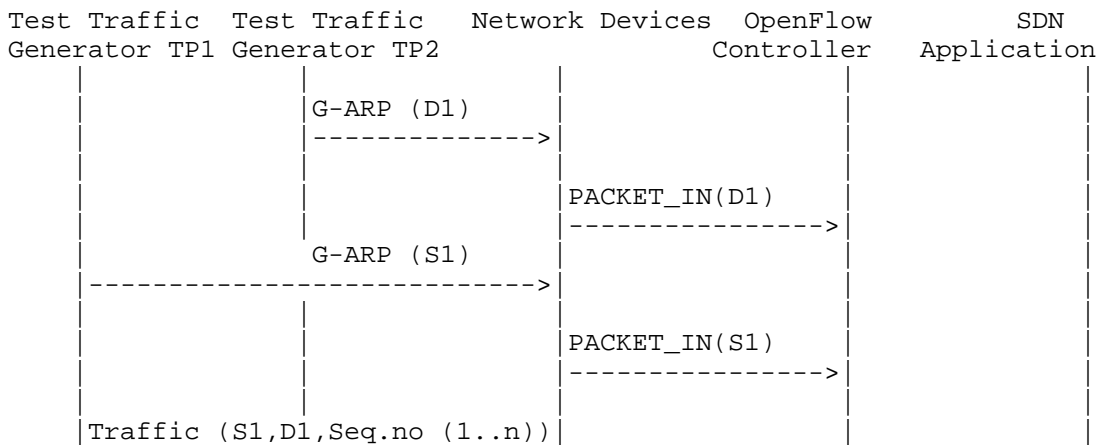 Test Traffic Test Traffic Network Devices OpenFlow SDN
Generator TP1 Generator TP2 Controller Application
G-ARP (D1)
PACKET_IN(D1)
G-ARP (S1)
PACKET_IN(S1)
Traffic (S1,D1,Seq.no (1..n))